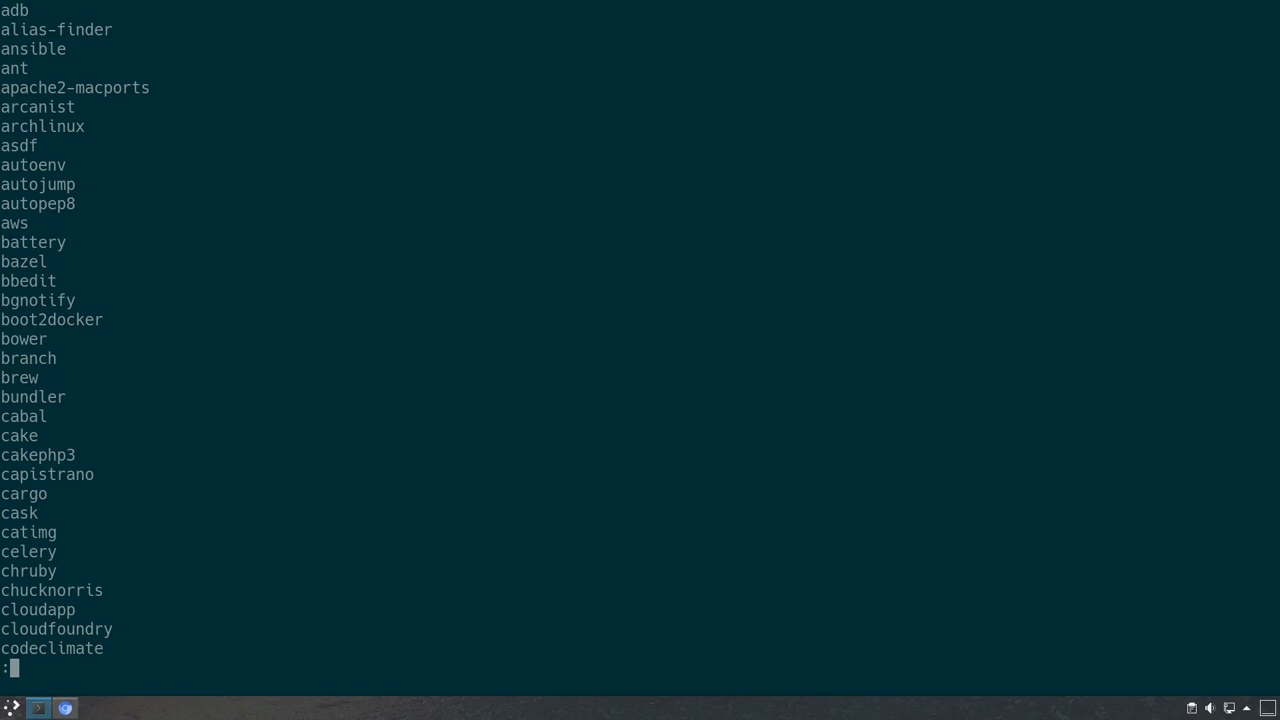 adb
alias-finder
ansible
ant
apache2-macports
arcanist
archlinux
asdf
autoenv
autojump
autopep8
aws
battery
bazel
bbedit
bgnotify
boot2docker
bower
branch
brew
bundler
cabal
cake
cakephp3
capistrano
cargo
cask
catimg
celery
chruby
chucknorris
cloudapp
cloudfoundry
codeclimate
: